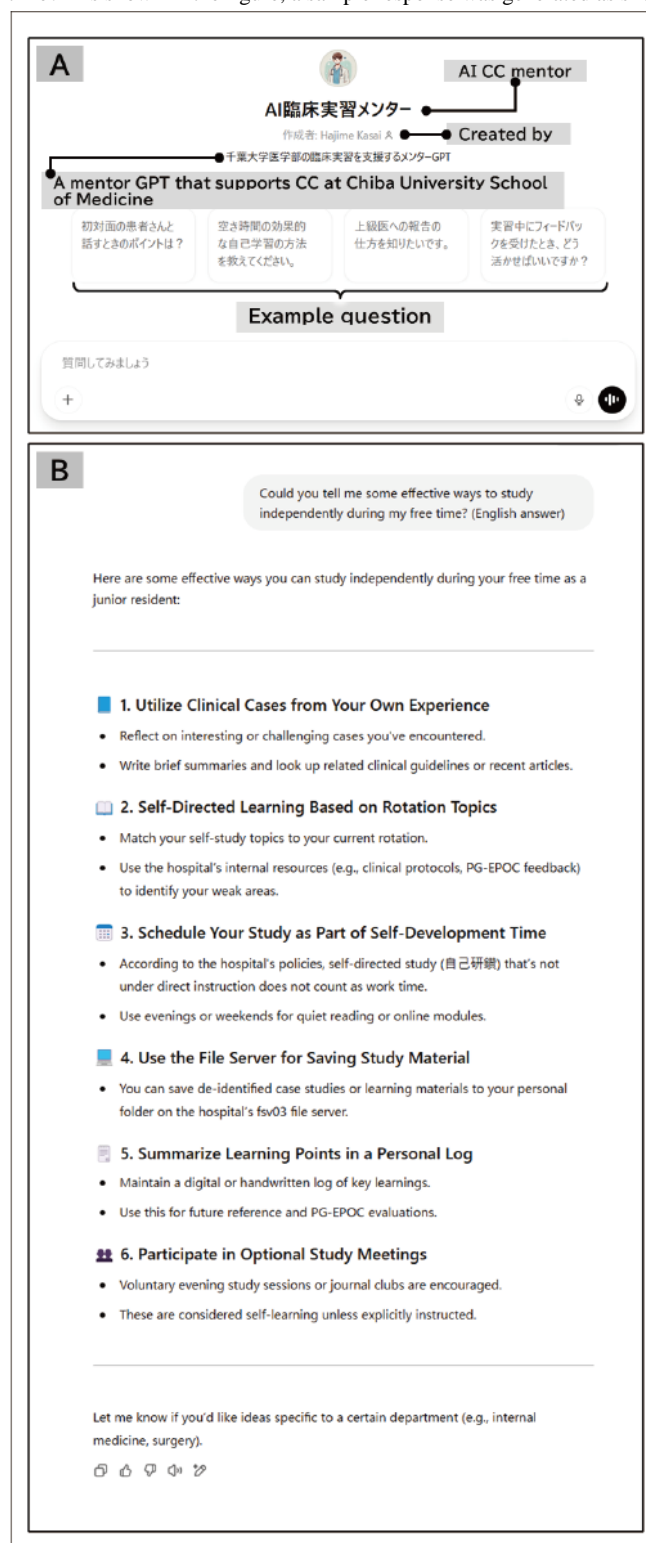 A
AI CC mentor
AI臨床実習メンター
作成者: Hajime Kasai
Created by
千葉大学医学部の臨床実習を支援するメンターGPT
A mentor GPT that supports CC at Chiba University School
of Medicine
初対面の患者さんと
話すときのポイントは？
空き時間の効果的
な自己学習の方法
を教えてください。
上級医への報告の
仕方を知りたいです。
実習中にフィードバッ
クを受けたとき、どう
活かせばいいですか？
Example question
質問してみましょう
B
Could you tell me some effective ways to study
independently during my free time? (English answer)
Here are some effective ways you can study independently during your free time as a
junior resident:
1. Utilize Clinical Cases from Your Own Experience
• Reflect on interesting or challenging cases you've encountered.
• Write brief summaries and look up related clinical guidelines or recent articles.
2. Self-Directed Learning Based on Rotation Topics
• Match your self-study topics to your current rotation.
• Use the hospital's internal resources (e.g., clinical protocols, PG-EPOC feedback)
to identify your weak areas.
3. Schedule Your Study as Part of Self-Development Time
• According to the hospital's policies, self-directed study (自己研鑽) that's not
under direct instruction does not count as work time.
• Use evenings or weekends for quiet reading or online modules.
4. Use the File Server for Saving Study Material
• You can save de-identified case studies or learning materials to your personal
folder on the hospital's fsv03 file server.
5. Summarize Learning Points in a Personal Log
• Maintain a digital or handwritten log of key learnings.
• Use this for future reference and PG-EPOC evaluations.
6. Participate in Optional Study Meetings
• Voluntary evening study sessions or journal clubs are encouraged.
• These are considered self-learning unless explicitly instructed.
Let me know if you'd like ideas specific to a certain department (e.g., internal
medicine, surgery).